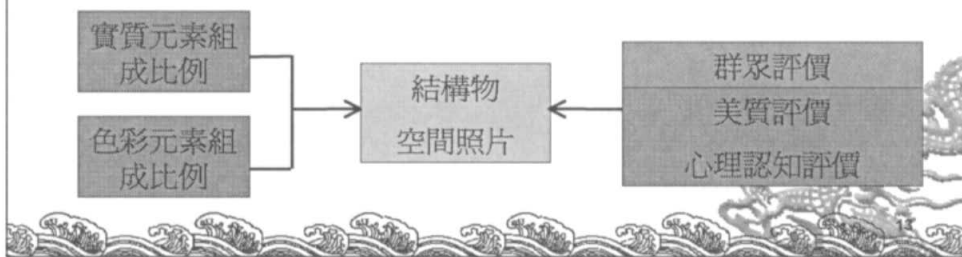 實質元素組
成比例
色彩元素組
成比例
結構物
空間照片
群眾評價
美質評價
心理認知評價
13